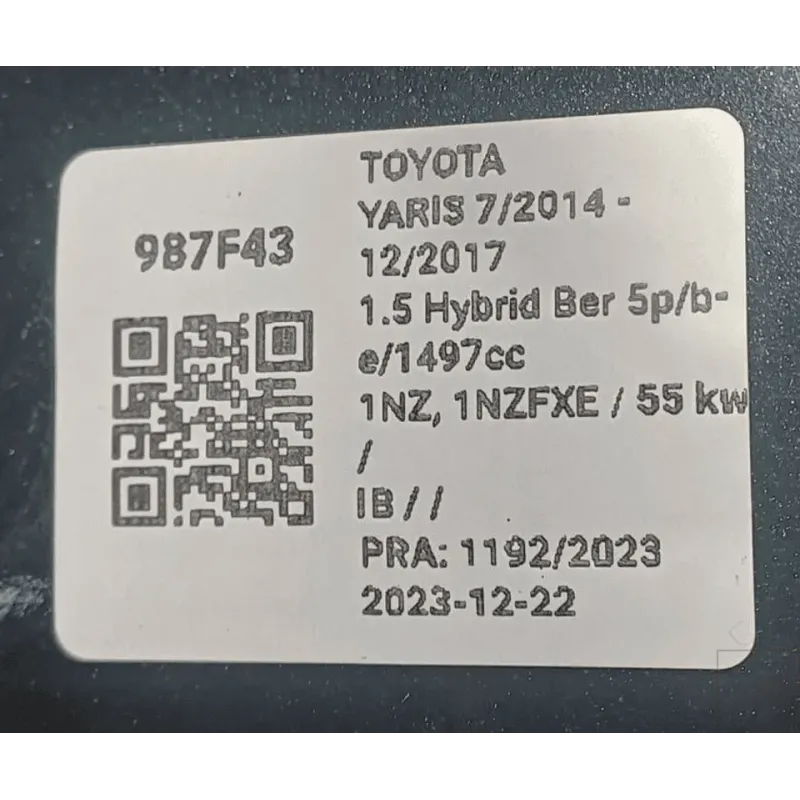 987F43
TOYOTA
YARIS 7/2014 -
12/2017
1.5 Hybrid Ber 5p/b-
e/1497cc
1NZ, 1NZFXE / 55 kw
/
IB / /
PRA: 1192/2023
2023-12-22